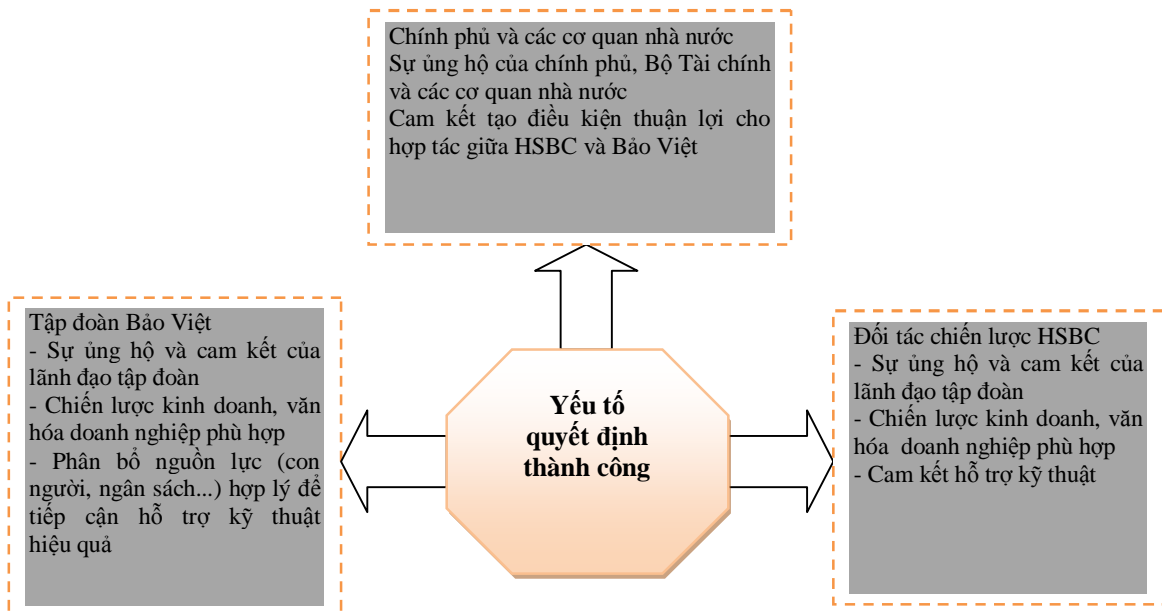 Chính phủ và các cơ quan nhà nước
Sự ủng hộ của chính phủ, Bộ Tài chính
và các cơ quan nhà nước
Cam kết tạo điều kiện thuận lợi cho
hợp tác giữa HSBC và Bảo Việt
Tập đoàn Bảo Việt
- Sự ủng hộ và cam kết của
lãnh đạo tập đoàn
- Chiến lược kinh doanh, văn
hóa doanh nghiệp phù hợp
- Phân bổ nguồn lực (con
người, ngân sách...) hợp lý để
tiếp cận hỗ trợ kỹ thuật
hiệu quả
Yếu tố
quyết định
thành công
Đối tác chiến lược HSBC
- Sự ủng hộ và cam kết của
lãnh đạo tập đoàn
- Chiến lược kinh doanh, văn
hóa doanh nghiệp phù hợp
- Cam kết hỗ trợ kỹ thuật